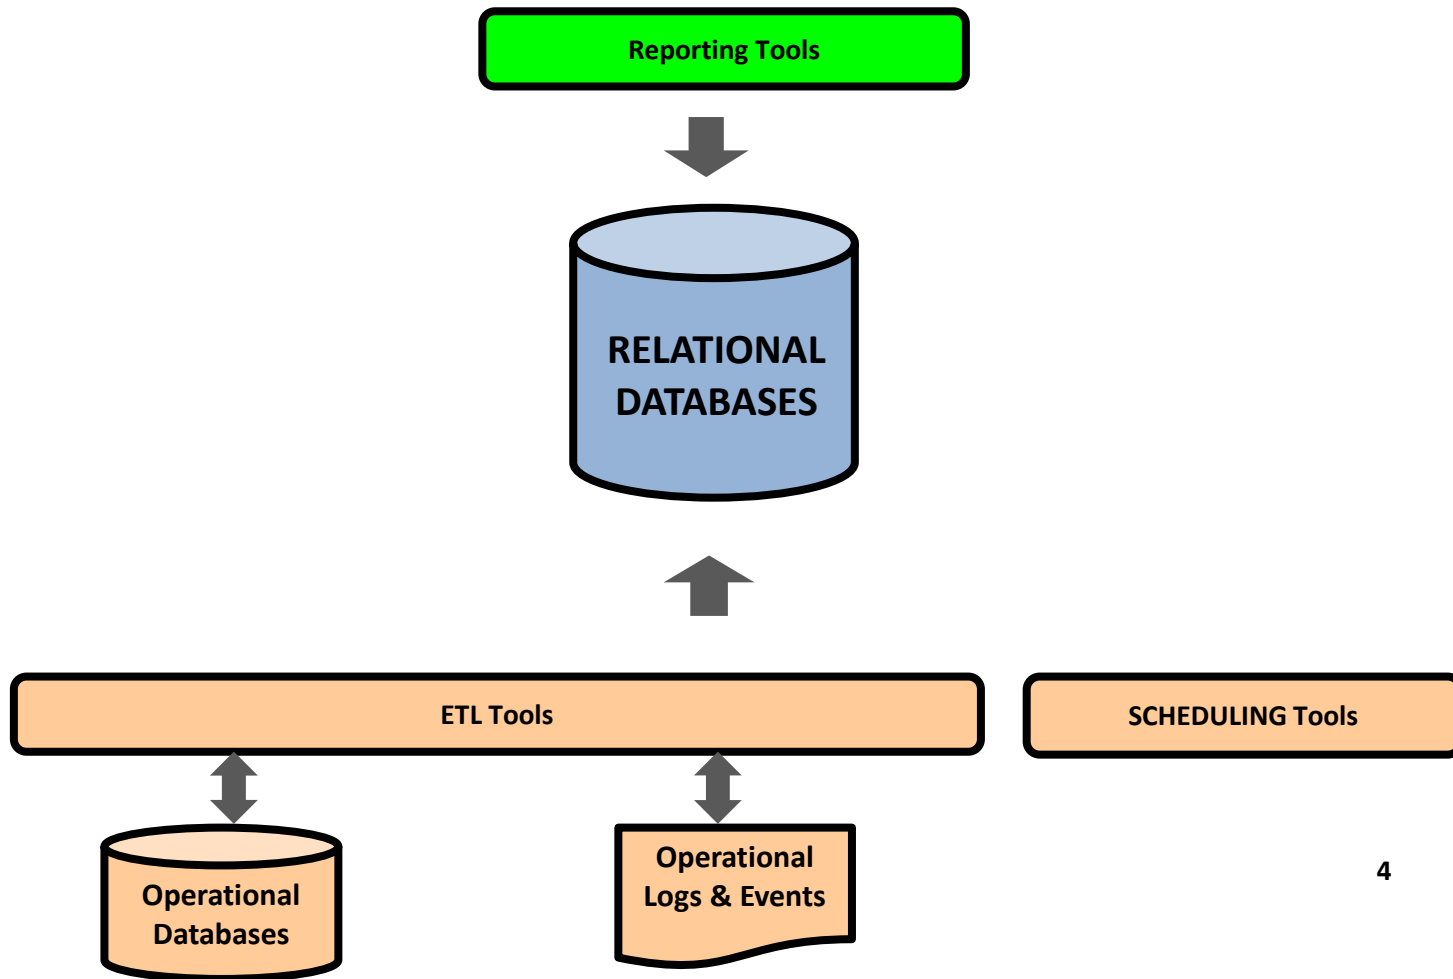 Reporting Tools
RELATIONAL
DATABASES
ETL Tools
SCHEDULING Tools
Operational
Databases
Operational
Logs & Events
4